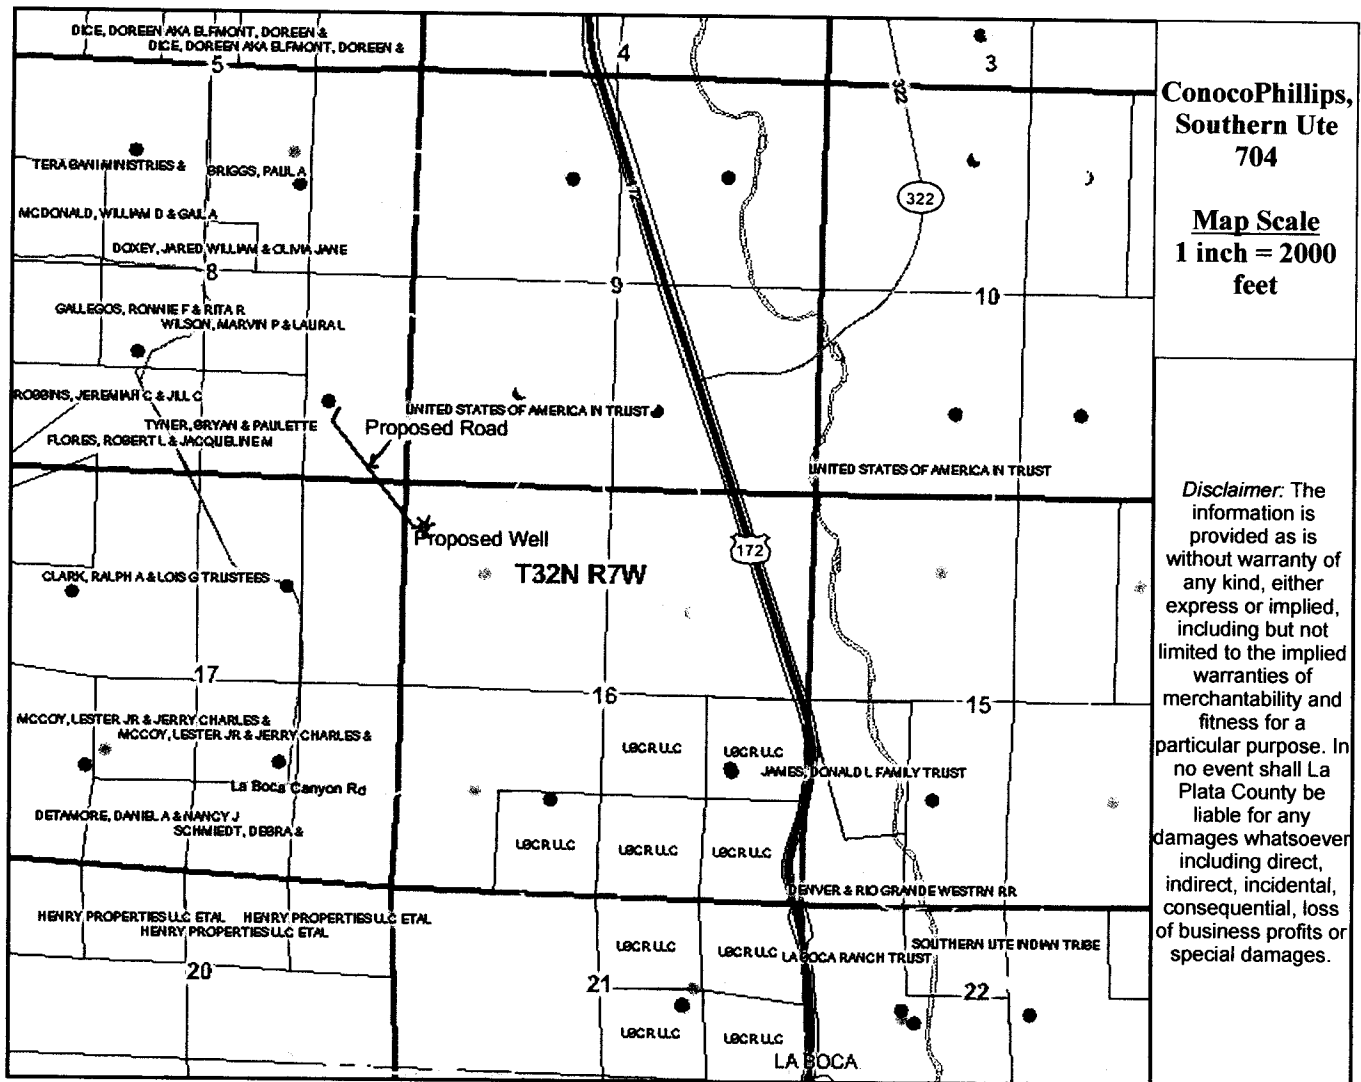 DICE, DOREEN AKA ELFMONT, DOREEN &
DICE, DOREEN AKA ELFMONT, DOREEN &
5
4
3
322
TERA BANI MINISTRIES &
BRIGGS, PAUL A
172
322
MCDONALD, WILLIAM D & GAIL A
DOXEY, JARED WILLIAM & OLIVIA JANE
8
9
10
GALLEGOS, RONNIE F & RITA R
WILSON, MARVIN P & LAURA L
ROBBINS, JEREMIAH C & JILL C
UNITED STATES OF AMERICA IN TRUST
TYNER, BRYAN & PAULETTE
Proposed Road
FLORES, ROBERT L & JACQUELINE M
UNITED STATES OF AMERICA IN TRUST
Proposed Well
172
CLARK, RALPH A & LOIS G TRUSTEES
T32N R7W
17
16
15
MCCOY, LESTER JR & JERRY CHARLES &
MCCOY, LESTER JR & JERRY CHARLES &
LBCR LLC
LBCR LLC
JAMES, DONALD L FAMILY TRUST
La Boca Canyon Rd
DETAMORE, DANIEL A & NANCY J
SCHMIEDT, DEBRA &
LBCR LLC
LBCR LLC
LBCR LLC
DENVER & RIO GRANDE WESTRN RR
HENRY PROPERTIES LLC ETAL
HENRY PROPERTIES LLC ETAL
HENRY PROPERTIES LLC ETAL
LBCR LLC
LBCR LLC
LA BOCA RANCH TRUST
SOUTHERN UTE INDIAN TRIBE
20
21
22
LBCR LLC
LBCR LLC
LA BOCA
ConocoPhillips,
Southern Ute
704
Map Scale
1 inch = 2000
feet
Disclaimer: The
information is
provided as is
without warranty of
any kind, either
express or implied,
including but not
limited to the implied
warranties of
merchantability and
fitness for a
particular purpose. In
no event shall La
Plata County be
liable for any
damages whatsoever
including direct,
indirect, incidental,
consequential, loss
of business profits or
special damages.